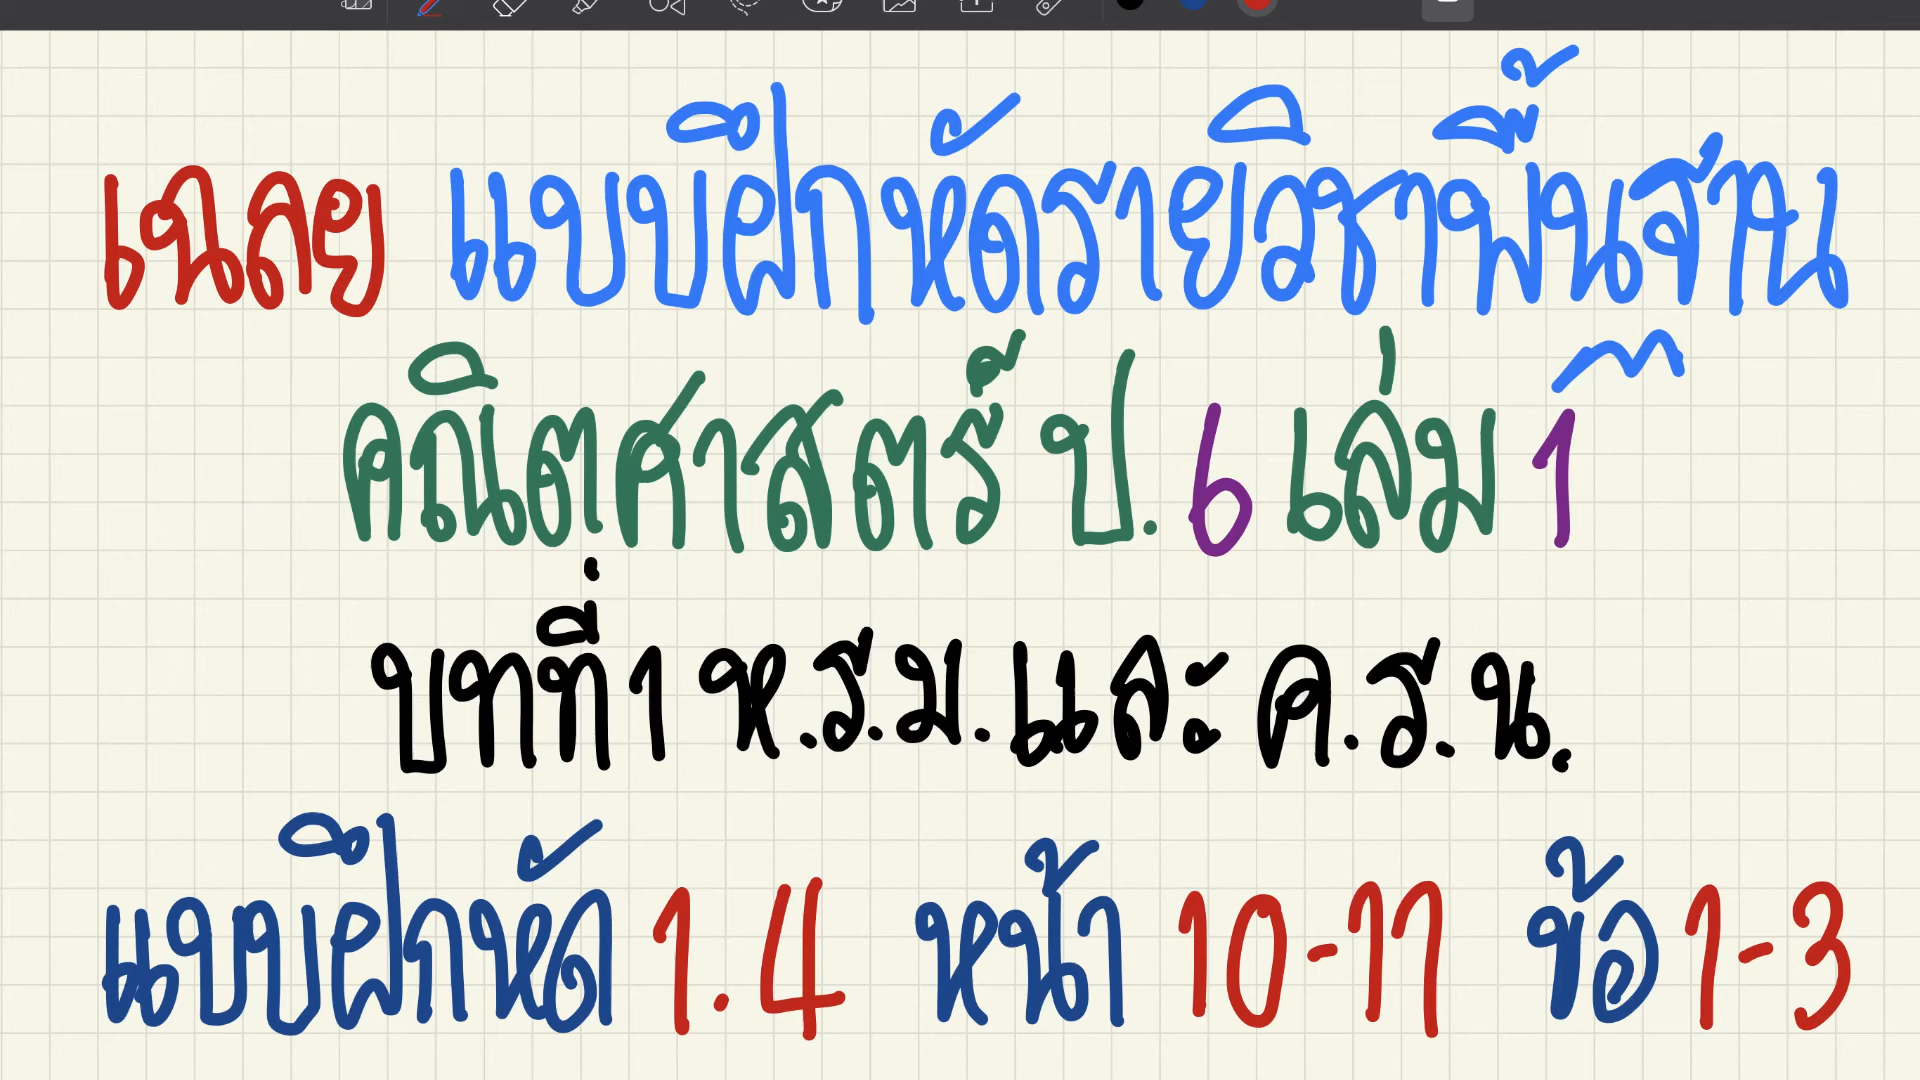 เฉลย แบบฝึกหัดรายวิชาพื้นฐาน
คณิตศาสตร์ ป.6 เล่ม 1
บทที่ 1 ห.ร.ม. และ ค.ร.น.
แบบฝึกหัด 1.4 หน้า 10-11 ข้อ 1-3